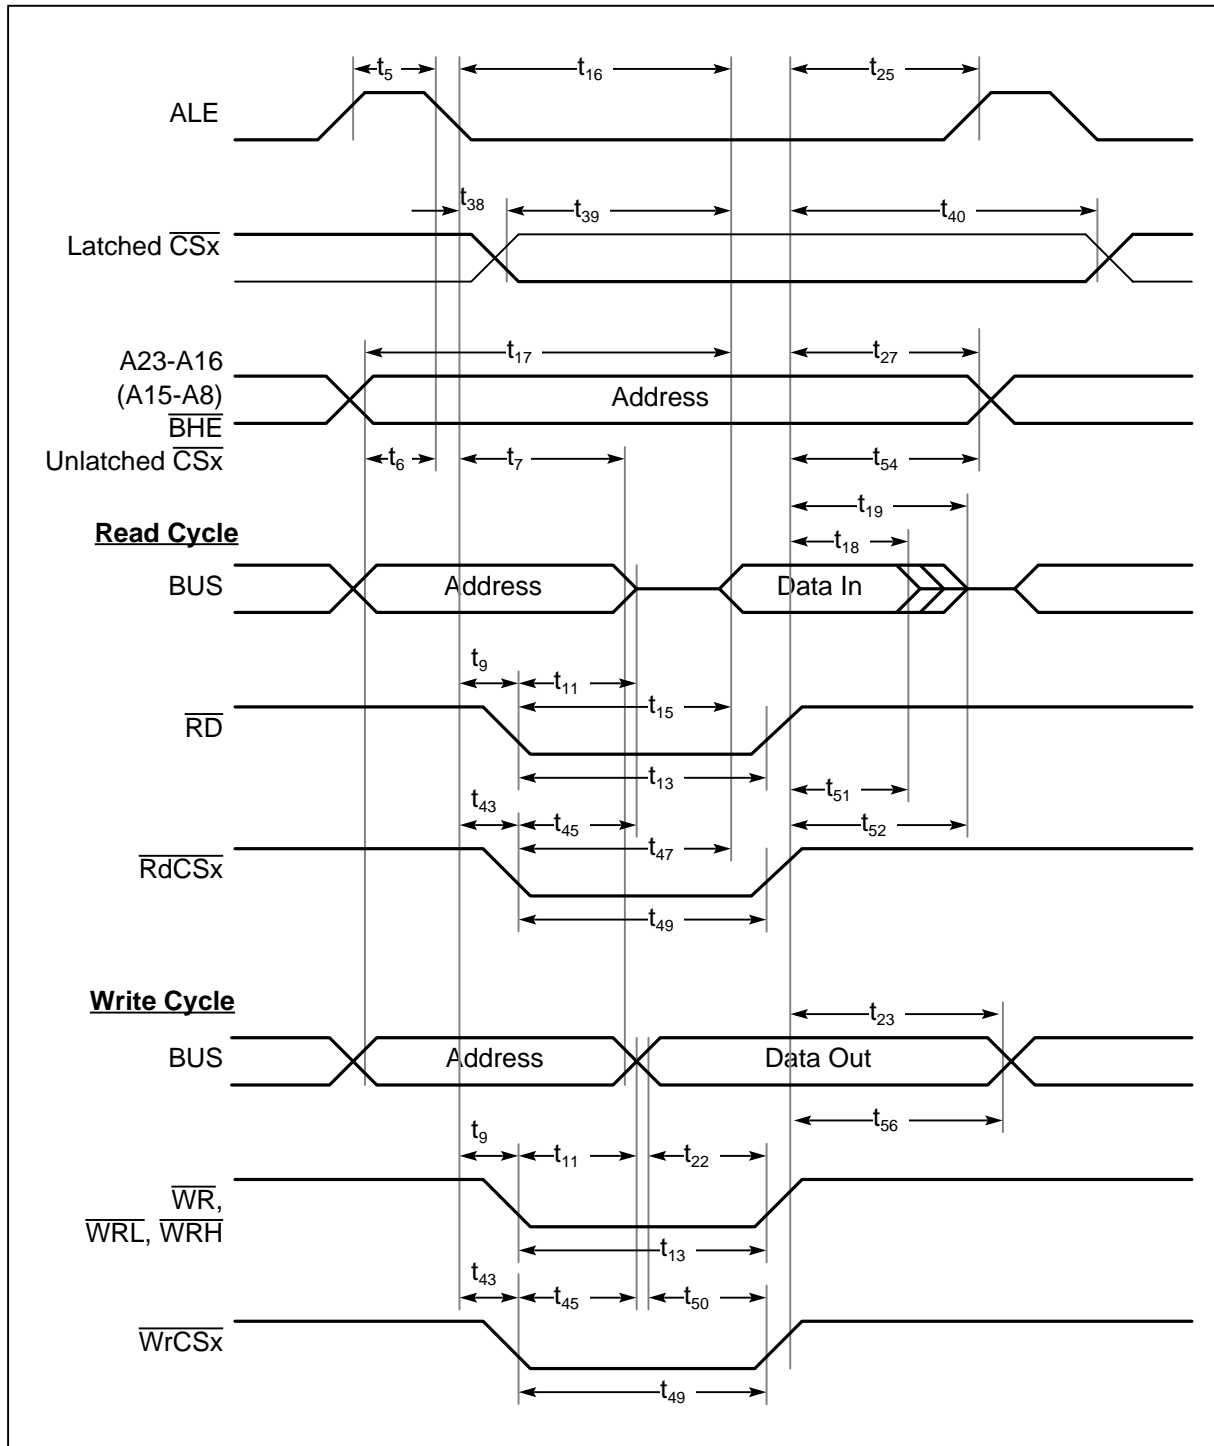 t5 t16 t25
ALE
t38 t39 t40
Latched CSx
t17 t27
A23-A16
(A15-A8)
BHE
Address
Unlatched CSx
t6 t7 t54
t19
Read Cycle
t18
BUS Address Data In
t9 t11
t15
RD
t13 t51
t43 t45 t52
t47
RdCSx
t49
Write Cycle
t23
BUS Address Data Out
t56
t9 t11 t22
WR,
WRL, WRH
t13
t43 t45 t50
WrCSx
t49